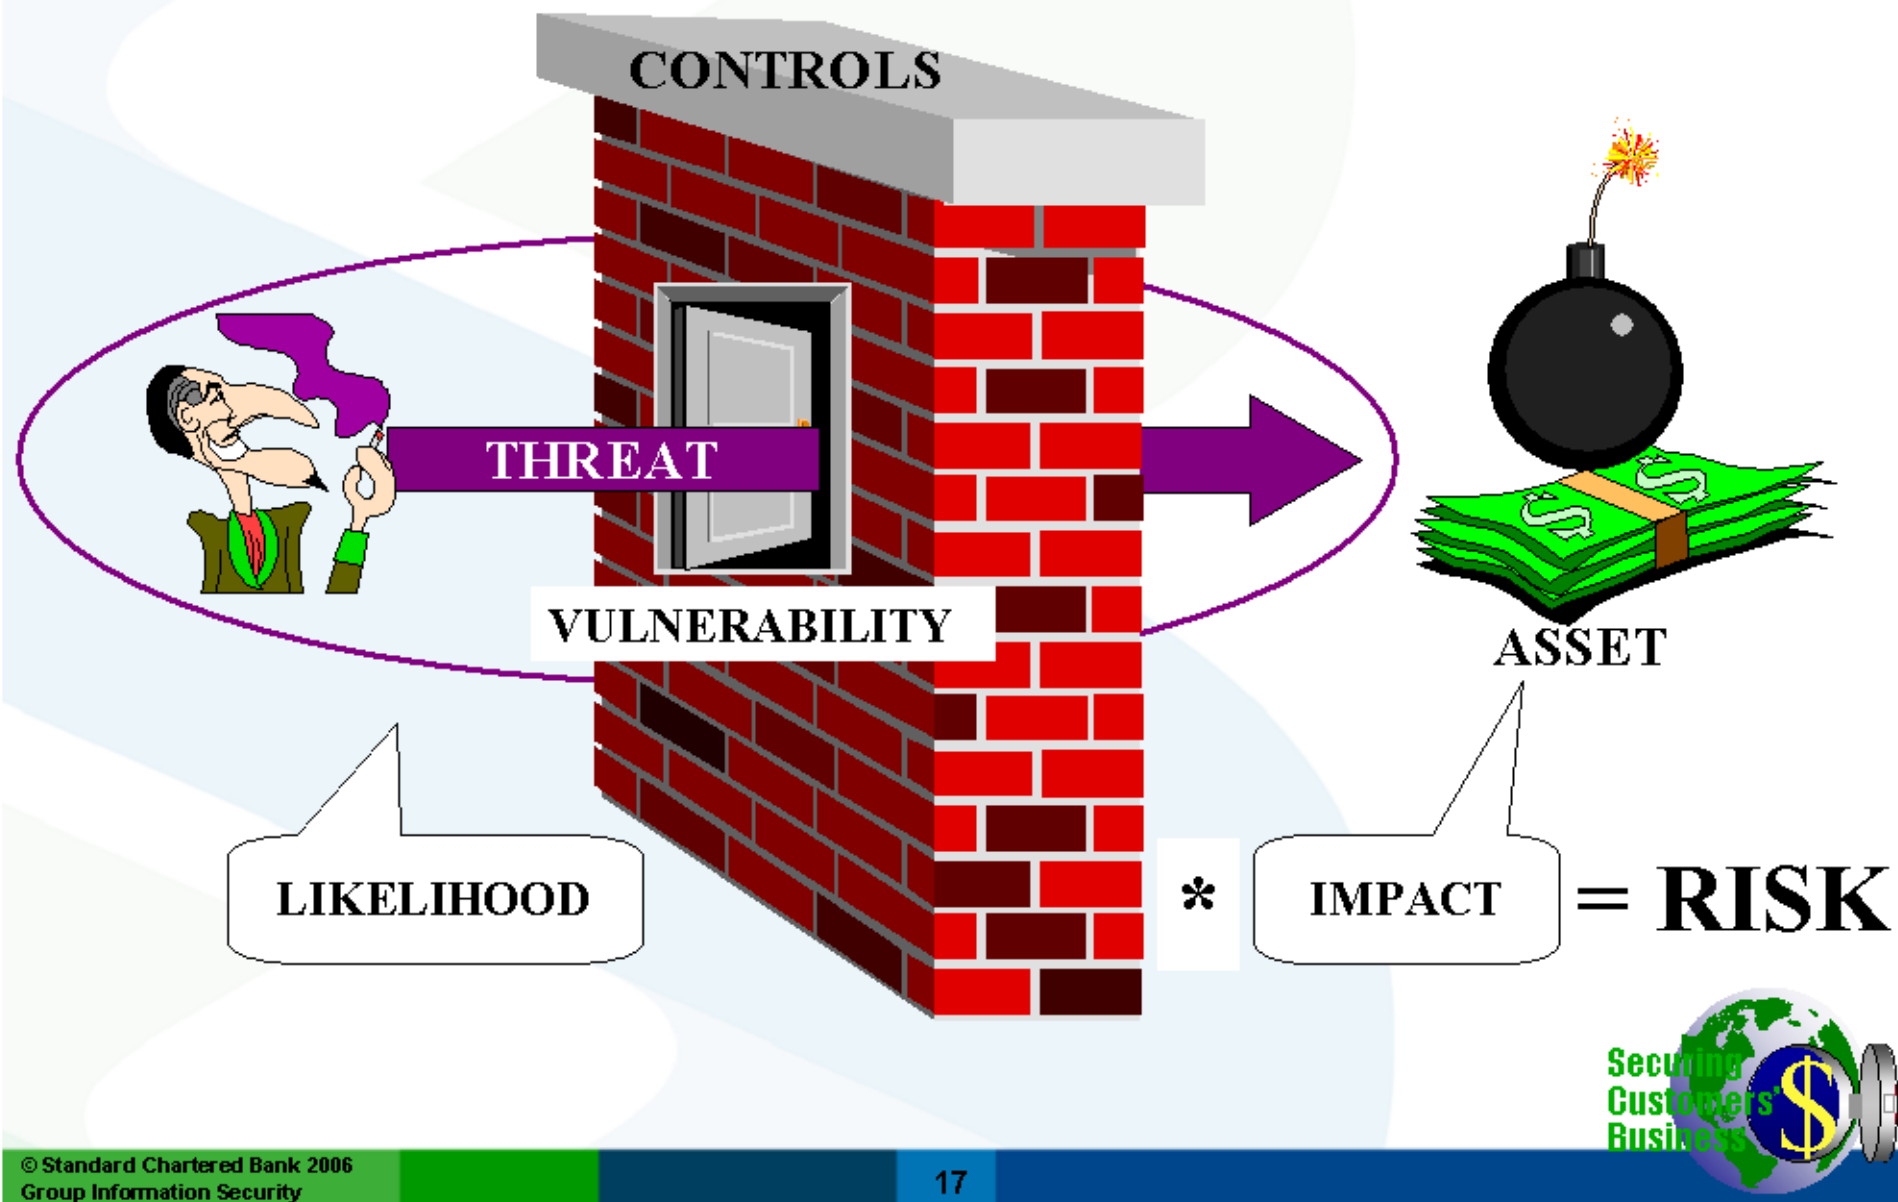 CONTROLS
THREAT
VULNERABILITY
ASSET
LIKELIHOOD
*
IMPACT
= RISK
Securing
Customers'
Business
$
© Standard Chartered Bank 2006
Group Information Security
17